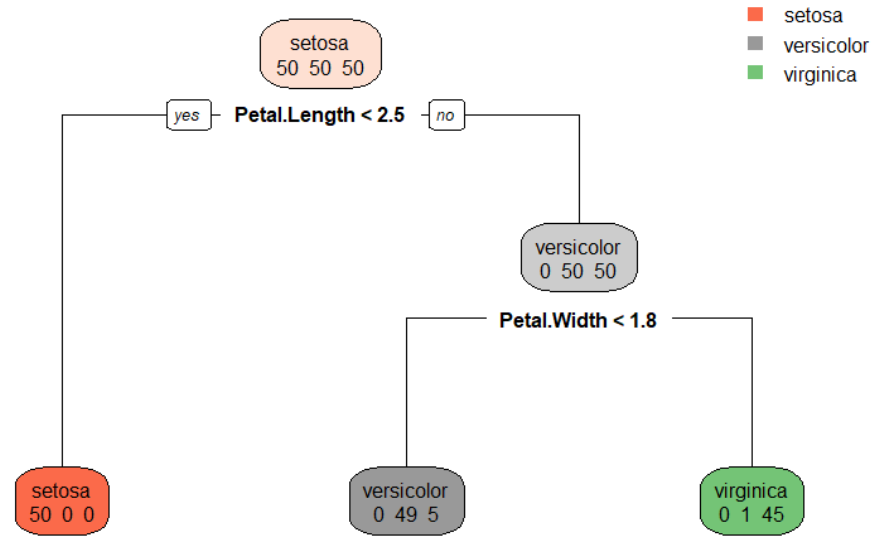 setosa
50 50 50
setosa
versicolor
virginica
yes
Petal.Length < 2.5
no
versicolor
0 50 50
Petal.Width < 1.8
setosa
50 0 0
versicolor
0 49 5
virginica
0 1 45